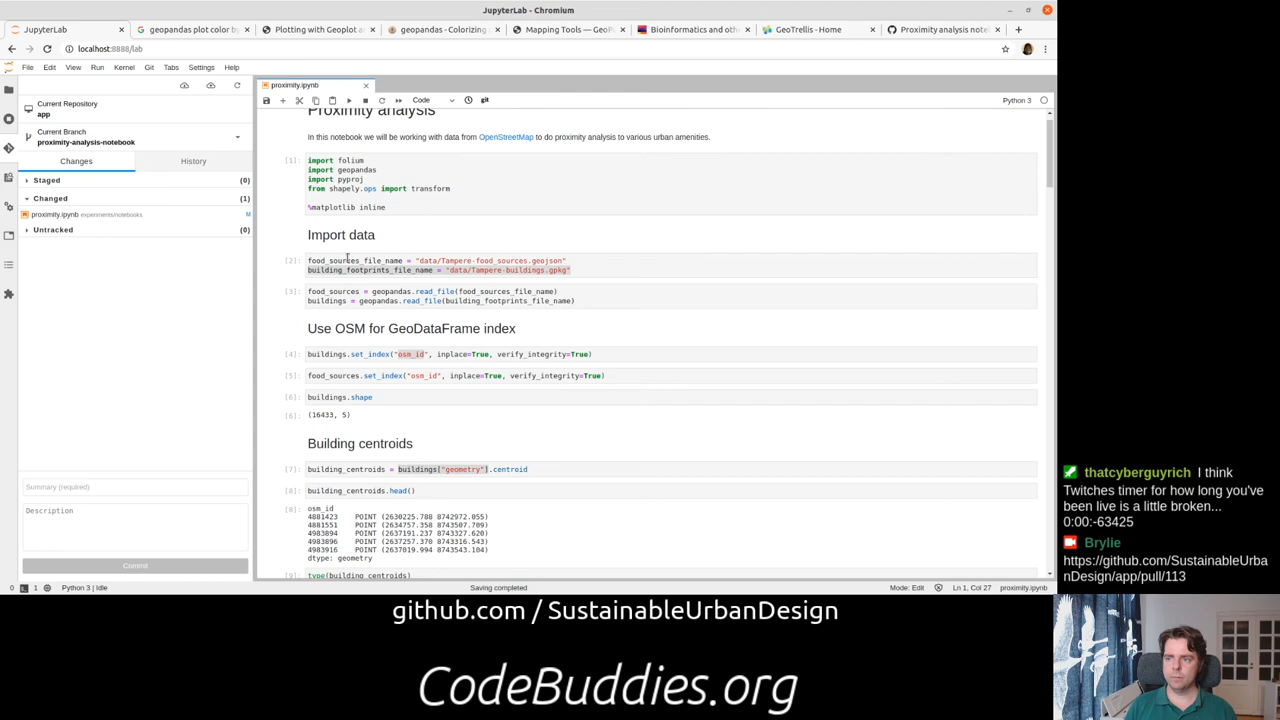 JupyterLab - Chromium
JupyterLab
geopandas plot color b
Plotting with Geoplot a
geopandas - Colorizing
Mapping Tools — GeoP
Bioinformatics and othe
GeoTrellis - Home
Proximity analysis note
localhost:8888/lab
File Edit View Run Kernel Git Tabs Settings Help
proximity.ipynb
Code
git
Python 3
Current Repository
app
Current Branch
proximity-analysis-notebook
Changes
History
Staged (0)
Changed (1)
proximity.ipynb experiments/notebooks M
Untracked (0)
Summary (required)
Description
Commit
Proximity analysis
In this notebook we will be working with data from OpenStreetMap to do proximity analysis to various urban amenities.
[1]: import folium
import geopandas
import pyproj
from shapely.ops import transform
%matplotlib inline
Import data
[2]: food_sources_file_name = "data/Tampere-food_sources.geojson"
building_footprints_file_name = "data/Tampere-buildings.gpkg"
[3]: food_sources = geopandas.read_file(food_sources_file_name)
buildings = geopandas.read_file(building_footprints_file_name)
Use OSM for GeoDataFrame index
[4]: buildings.set_index("osm_id", inplace=True, verify_integrity=True)
[5]: food_sources.set_index("osm_id", inplace=True, verify_integrity=True)
[6]: buildings.shape
[6]: (16433, 5)
Building centroids
[7]: building_centroids = buildings["geometry"].centroid
[8]: building_centroids.head()
[8]: osm_id
4881423 POINT (2630225.788 8742972.055)
4881551 POINT (2634757.358 8743507.709)
4983894 POINT (2637191.237 8743327.620)
4983896 POINT (2637257.370 8743316.543)
4983916 POINT (2637019.994 8743543.104)
dtype: geometry
[9]: type(building_centroids)
0 1 Python 3 | Idle
Saving completed
Mode: Edit
Ln 1, Col 27
proximity.ipynb
thatcyberguyrich I think
Twitches timer for how long you've
been live is a little broken...
0:00:-63425
Brylie
https://github.com/SustainableUrba
nDesign/app/pull/113
github.com / SustainableUrbanDesign
CodeBuddies.org